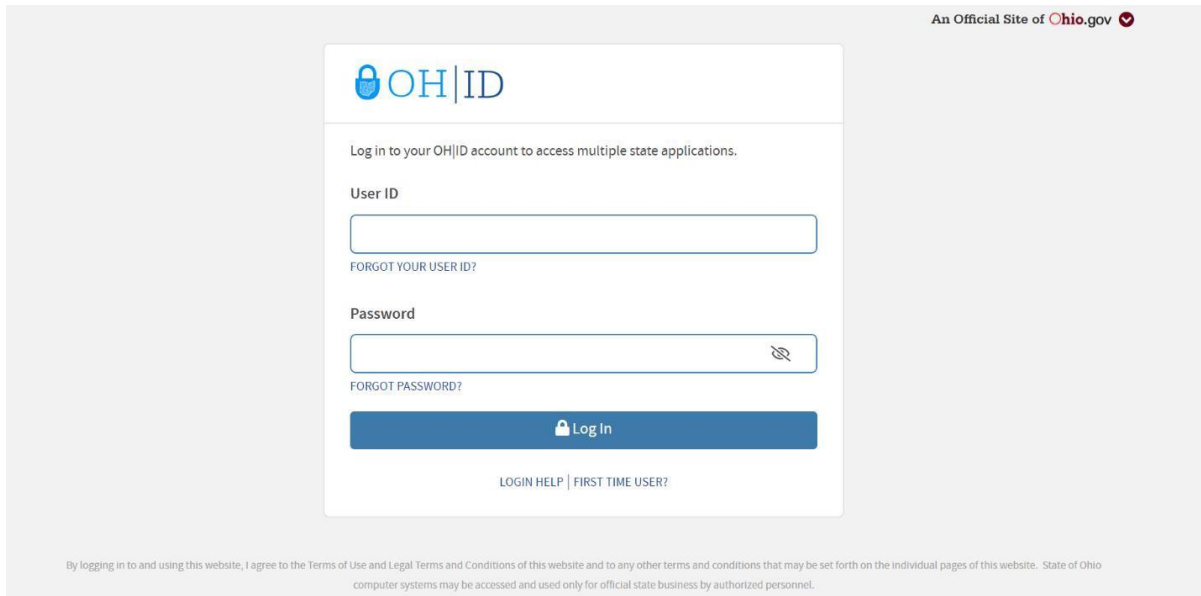 An Official Site of Ohio.gov
OH|ID
Log in to your OH|ID account to access multiple state applications.
User ID
FORGOT YOUR USER ID?
Password
FORGOT PASSWORD?
Log In
LOGIN HELP | FIRST TIME USER?
By logging in to and using this website, I agree to the Terms of Use and Legal Terms and Conditions of this website and to any other terms and conditions that may be set forth on the individual pages of this website. State of Ohio
computer systems may be accessed and used only for official state business by authorized personnel.